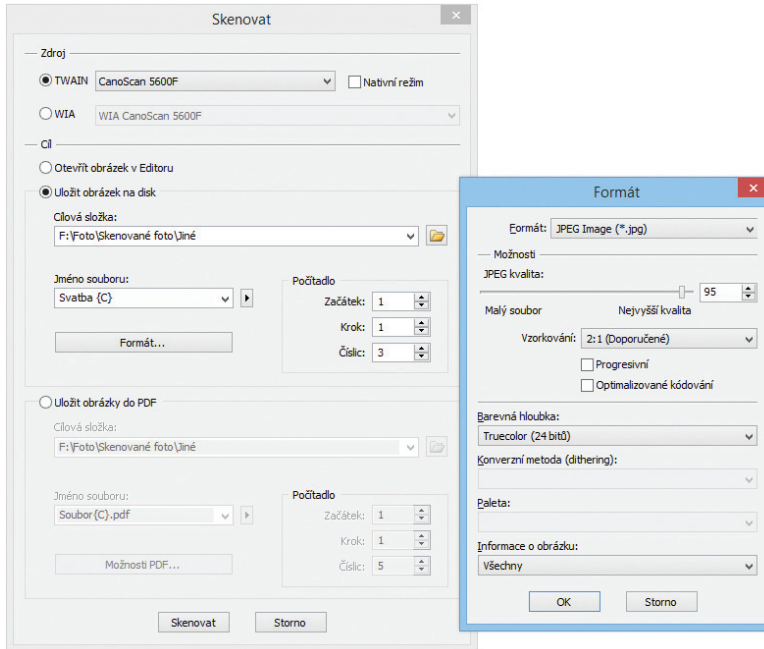 Skenovat
Zdroj
TWAIN CanoScan 5600F Nativní režim
WIA WIA CanoScan 5600F
Cíl
Otevřít obrázek v Editoru
Uložit obrázek na disk
Cílová složka:
F:\Foto\Skenované foto\Jiné
Jméno souboru:
Svatba {C}
Formát...
Počítadlo
Začátek: 1
Krok: 1
Číslic: 3
Uložit obrázky do PDF
Cílová složka:
F:\Foto\Skenované foto\Jiné
Jméno souboru:
Soubor{C}.pdf
Možnosti PDF...
Počítadlo
Začátek: 1
Krok: 1
Číslic: 5
Skenovat Storno
Formát
Formát: JPEG Image (*.jpg)
Možnosti
JPEG kvalita:
95
Malý soubor Nejvyšší kvalita
Vzorkování: 2:1 (Doporučené)
Progresivní
Optimalizované kódování
Barevná hloubka:
Truecolor (24 bitů)
Konverzní metoda (dithering):
Paleta:
Informace o obrázku:
Všechny
OK Storno